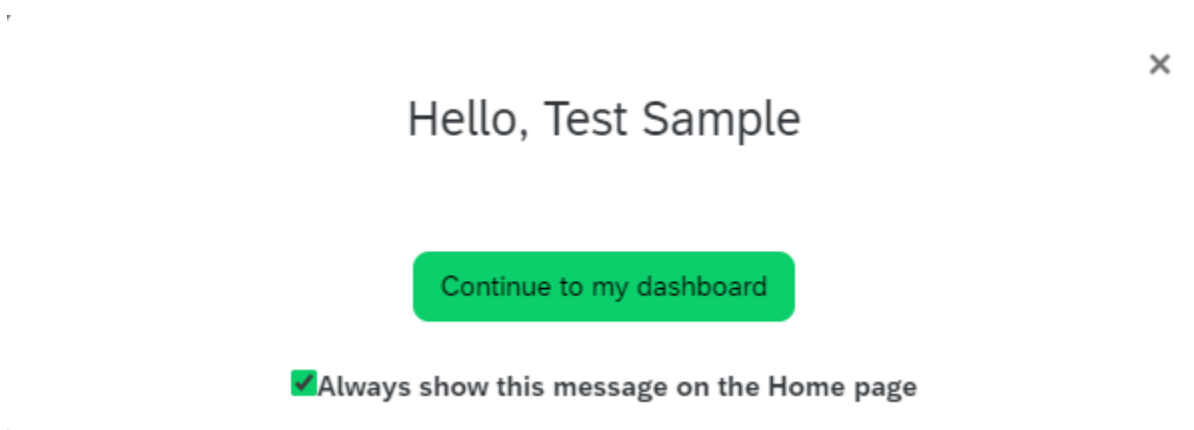 Hello, Test Sample
Continue to my dashboard
Always show this message on the Home page